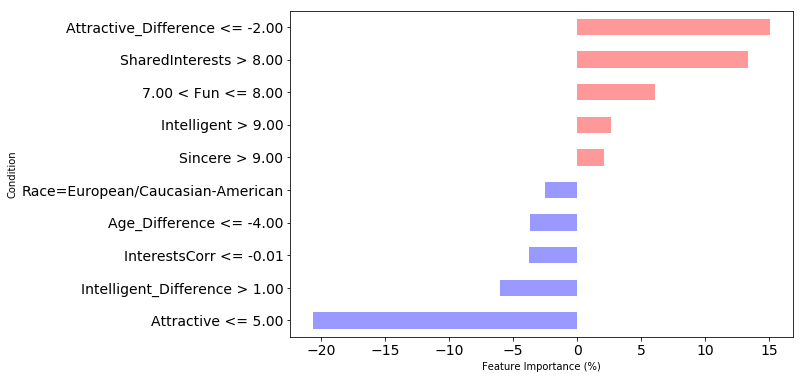 Attractive_Difference <= -2.00
SharedInterests > 8.00
7.00 < Fun <= 8.00
Intelligent > 9.00
Sincere > 9.00
Race=European/Caucasian-American
Age_Difference <= -4.00
InterestsCorr <= -0.01
Intelligent_Difference > 1.00
Attractive <= 5.00
Condition
−20 −15 −10 −5 0 5 10 15
Feature Importance (%)